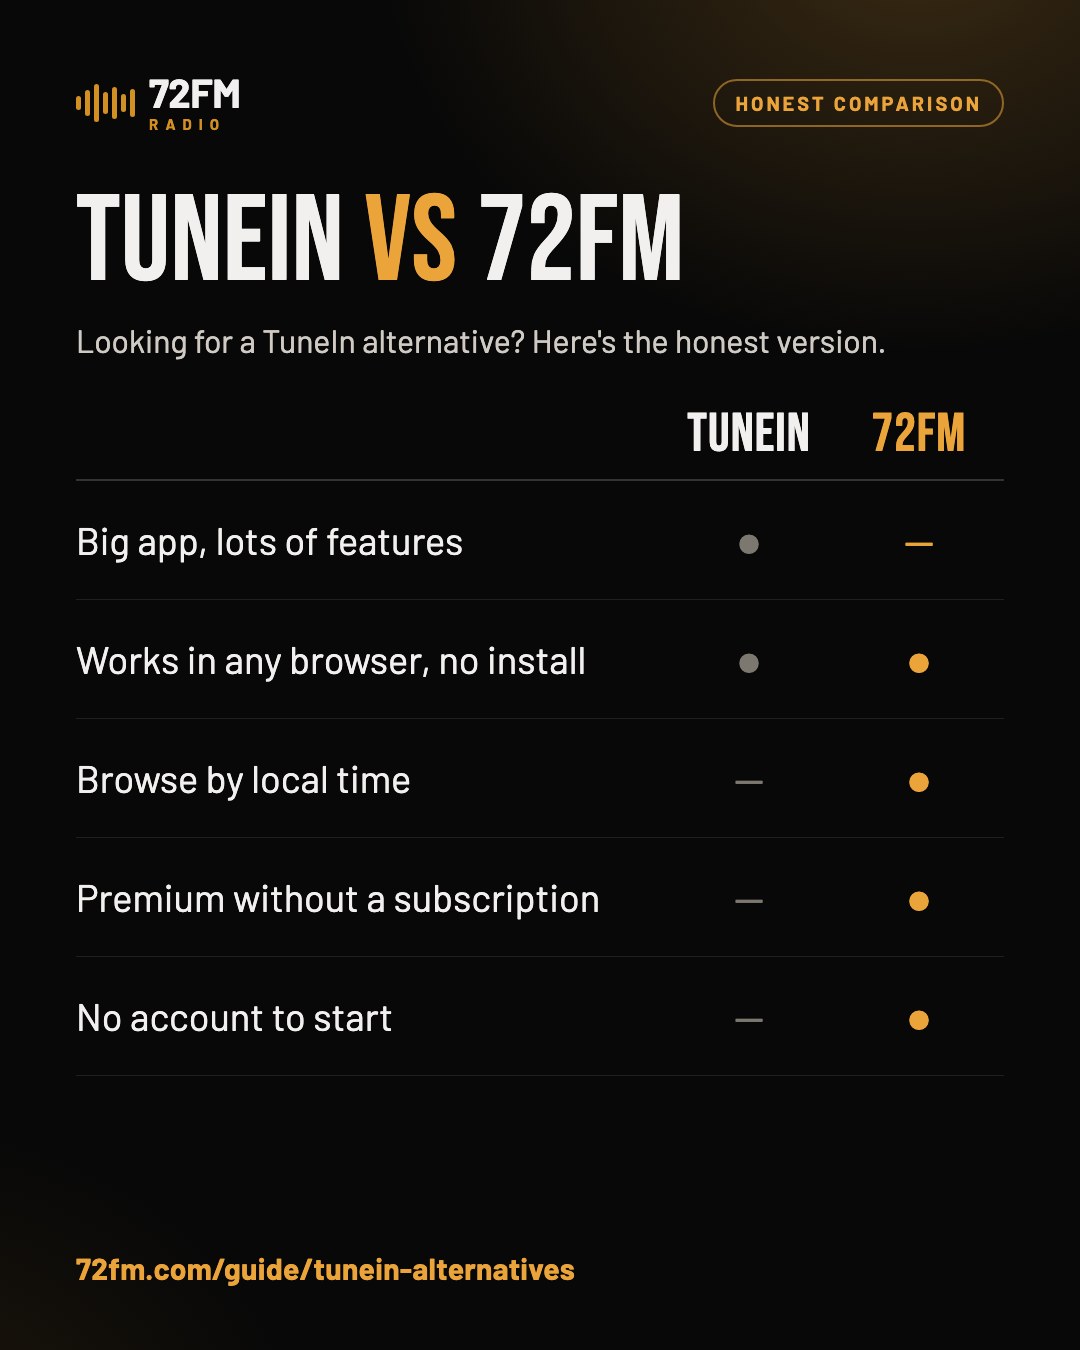 72FM
RADIO
HONEST COMPARISON
TUNEIN VS 72FM
Looking for a TuneIn alternative? Here's the honest version.
TUNEIN 72FM
Big app, lots of features ● —
Works in any browser, no install ● ●
Browse by local time — ●
Premium without a subscription — ●
No account to start — ●
72fm.com/guide/tunein-alternatives